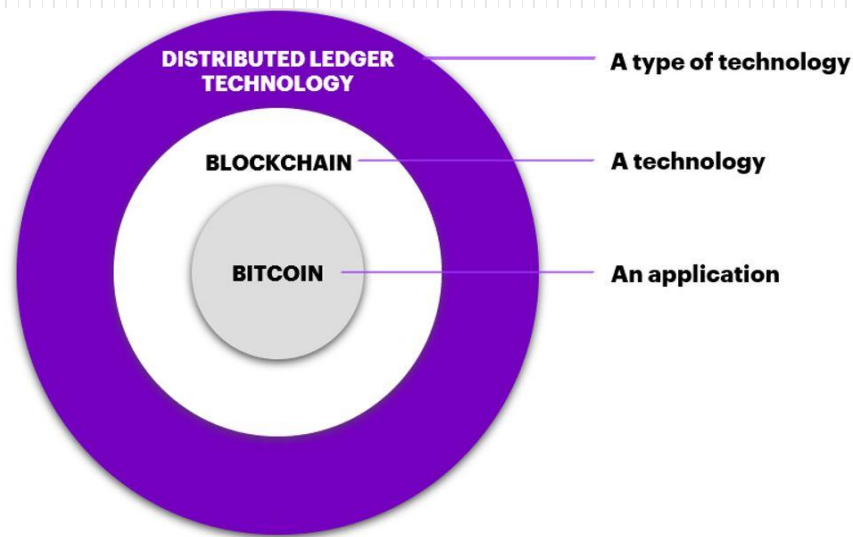 DISTRIBUTED LEDGER
TECHNOLOGY
A type of technology
BLOCKCHAIN
A technology
BITCOIN
An application